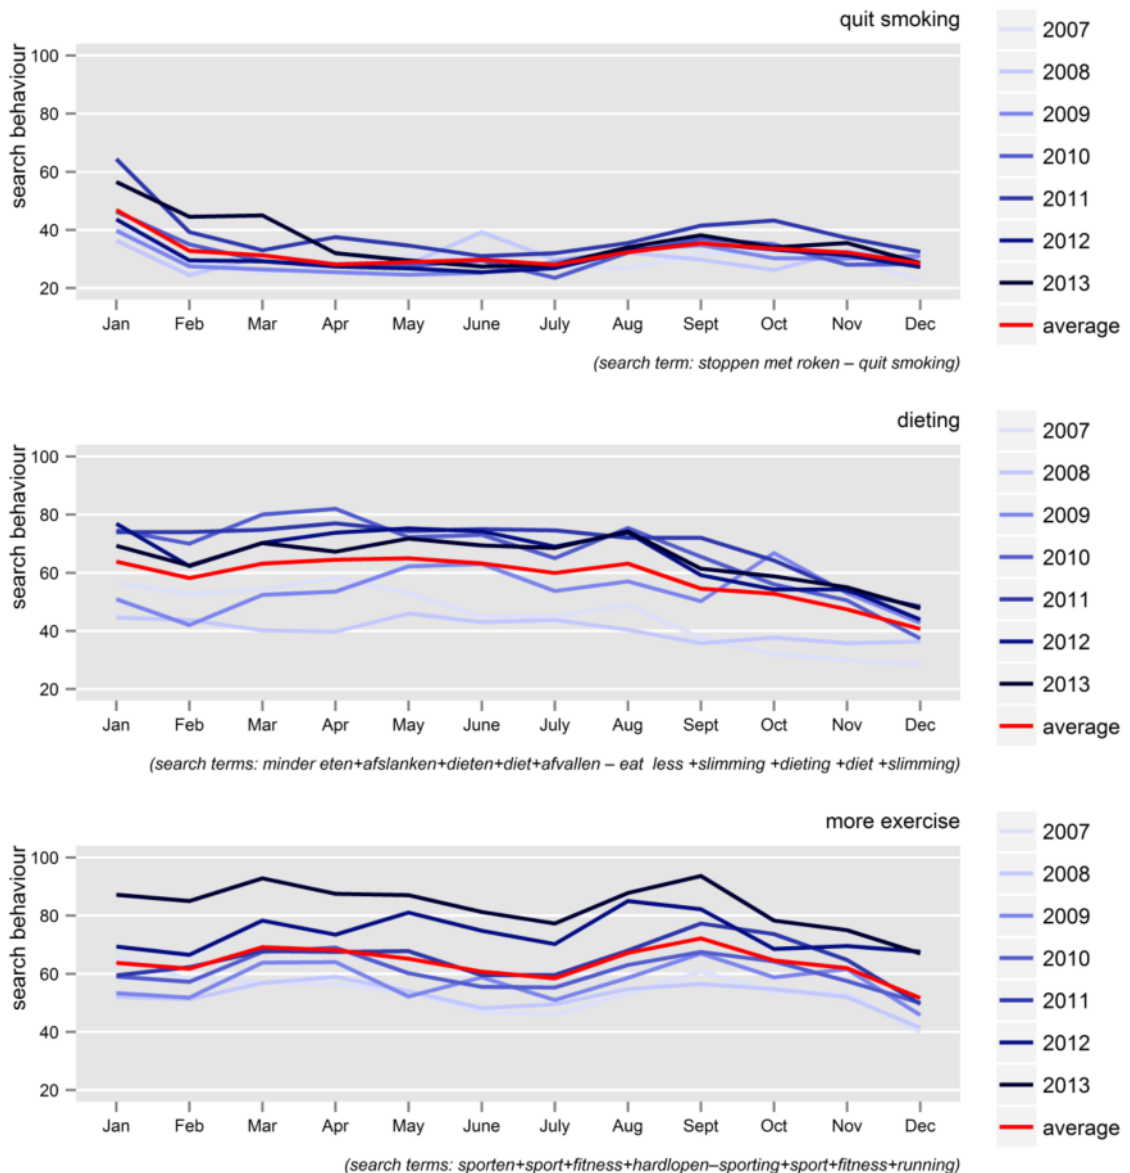 quit smoking
search behaviour
100
80
60
40
20
Jan Feb Mar Apr May June July Aug Sept Oct Nov Dec
(search term: stoppen met roken – quit smoking)
2007
2008
2009
2010
2011
2012
2013
average
dieting
search behaviour
100
80
60
40
20
Jan Feb Mar Apr May June July Aug Sept Oct Nov Dec
(search terms: minder eten+afslanken+dieten+diet+afvallen – eat less +slimming +dieting +diet +slimming)
2007
2008
2009
2010
2011
2012
2013
average
more exercise
search behaviour
100
80
60
40
20
Jan Feb Mar Apr May June July Aug Sept Oct Nov Dec
(search terms: sporten+sport+fitness+hardlopen–sporting+sport+fitness+running)
2007
2008
2009
2010
2011
2012
2013
average